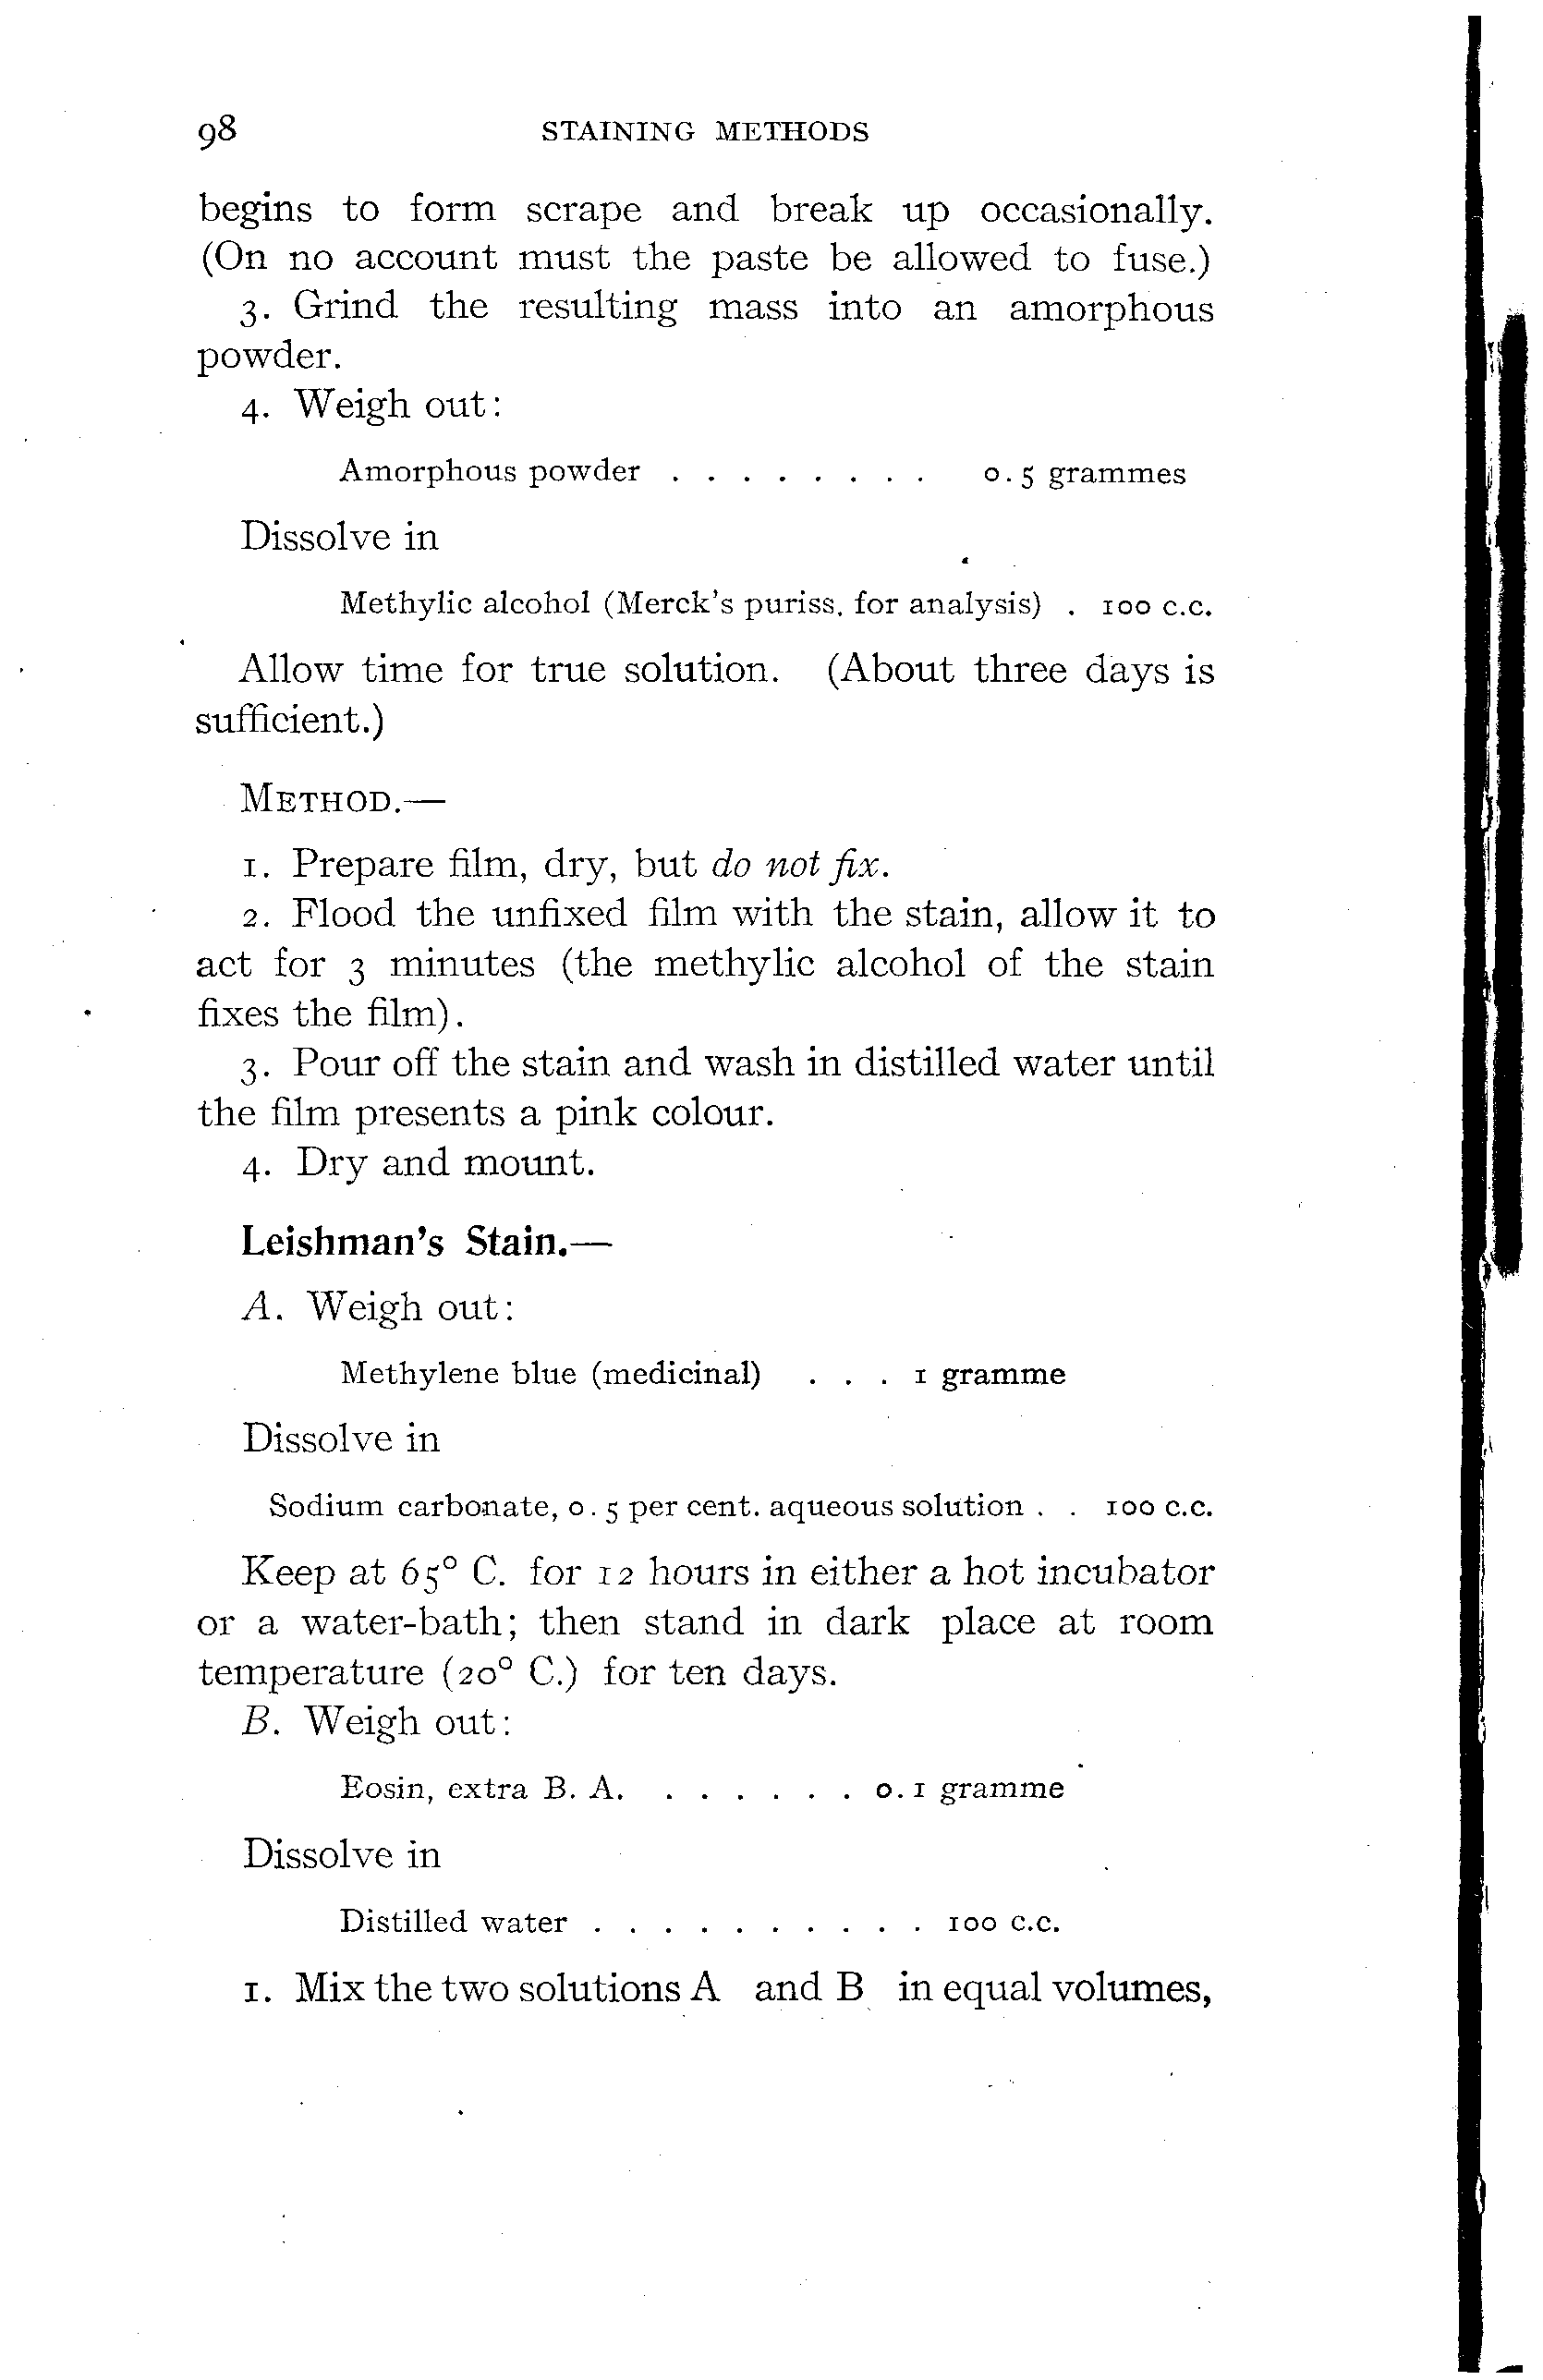 98 STAINING METHODS
begins to form scrape and break up occasionally.
(On no account must the paste be allowed to fuse.)
3. Grind the resulting mass into an amorphous
powder.
4. Weigh out:
Amorphous powder . . . . . . . . 0.5 grammes
Dissolve in
Methylic alcohol (Merck's puriss. for analysis) . 100 c.c.
Allow time for true solution. (About three days is
sufficient.)
METHOD.—
1. Prepare film, dry, but do not fix.
2. Flood the unfixed film with the stain, allow it to
act for 3 minutes (the methylic alcohol of the stain
fixes the film).
3. Pour off the stain and wash in distilled water until
the film presents a pink colour.
4. Dry and mount.
Leishman's Stain.—
A. Weigh out:
Methylene blue (medicinal) . . . 1 gramme
Dissolve in
Sodium carbonate, 0.5 per cent. aqueous solution . . 100 c.c.
Keep at 65° C. for 12 hours in either a hot incubator
or a water-bath; then stand in dark place at room
temperature (20° C.) for ten days.
B. Weigh out:
Eosin, extra B. A. . . . . . . 0.1 gramme
Dissolve in
Distilled water . . . . . . . . . . 100 c.c.
1. Mix the two solutions A and B in equal volumes,